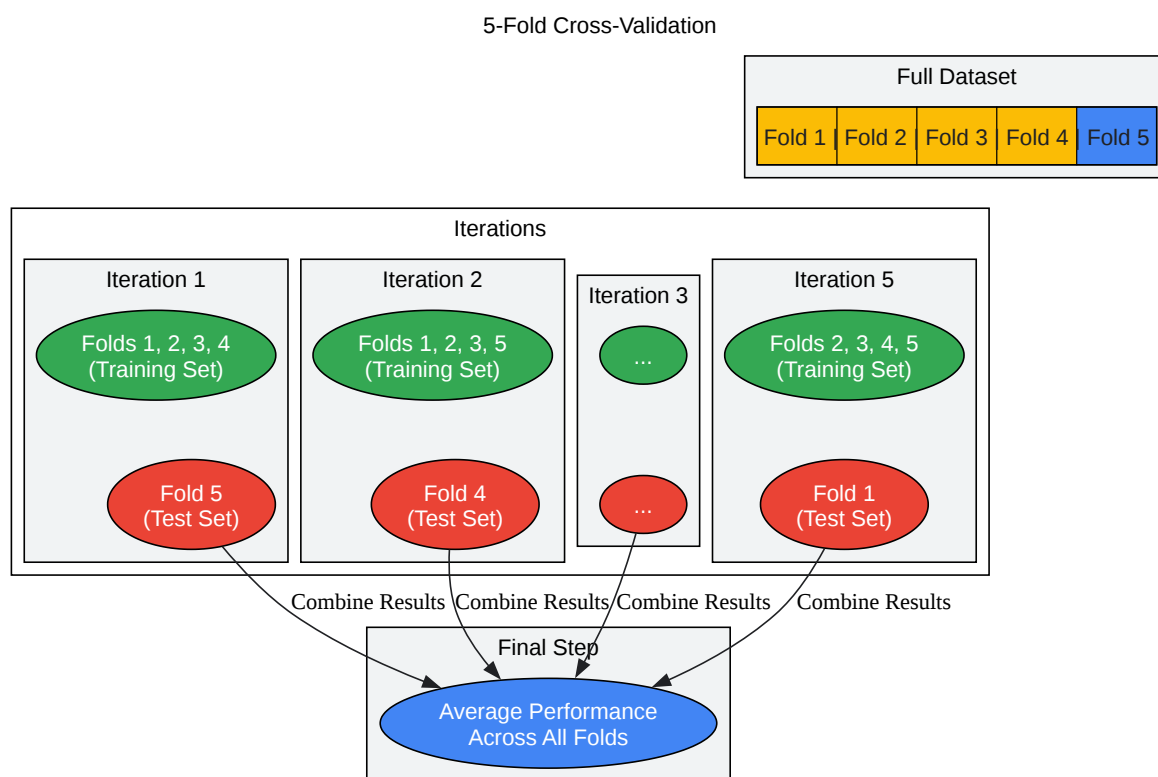 5-Fold Cross-Validation
Full Dataset
Fold 1 | Fold 2 | Fold 3 | Fold 4 | Fold 5
Iterations
Iteration 1
Folds 1, 2, 3, 4
(Training Set)
Fold 5
(Test Set)
Iteration 2
Folds 1, 2, 3, 5
(Training Set)
Fold 4
(Test Set)
Iteration 3
...
...
Iteration 5
Folds 2, 3, 4, 5
(Training Set)
Fold 1
(Test Set)
Combine Results
Combine Results
Combine Results
Combine Results
Final Step
Average Performance
Across All Folds